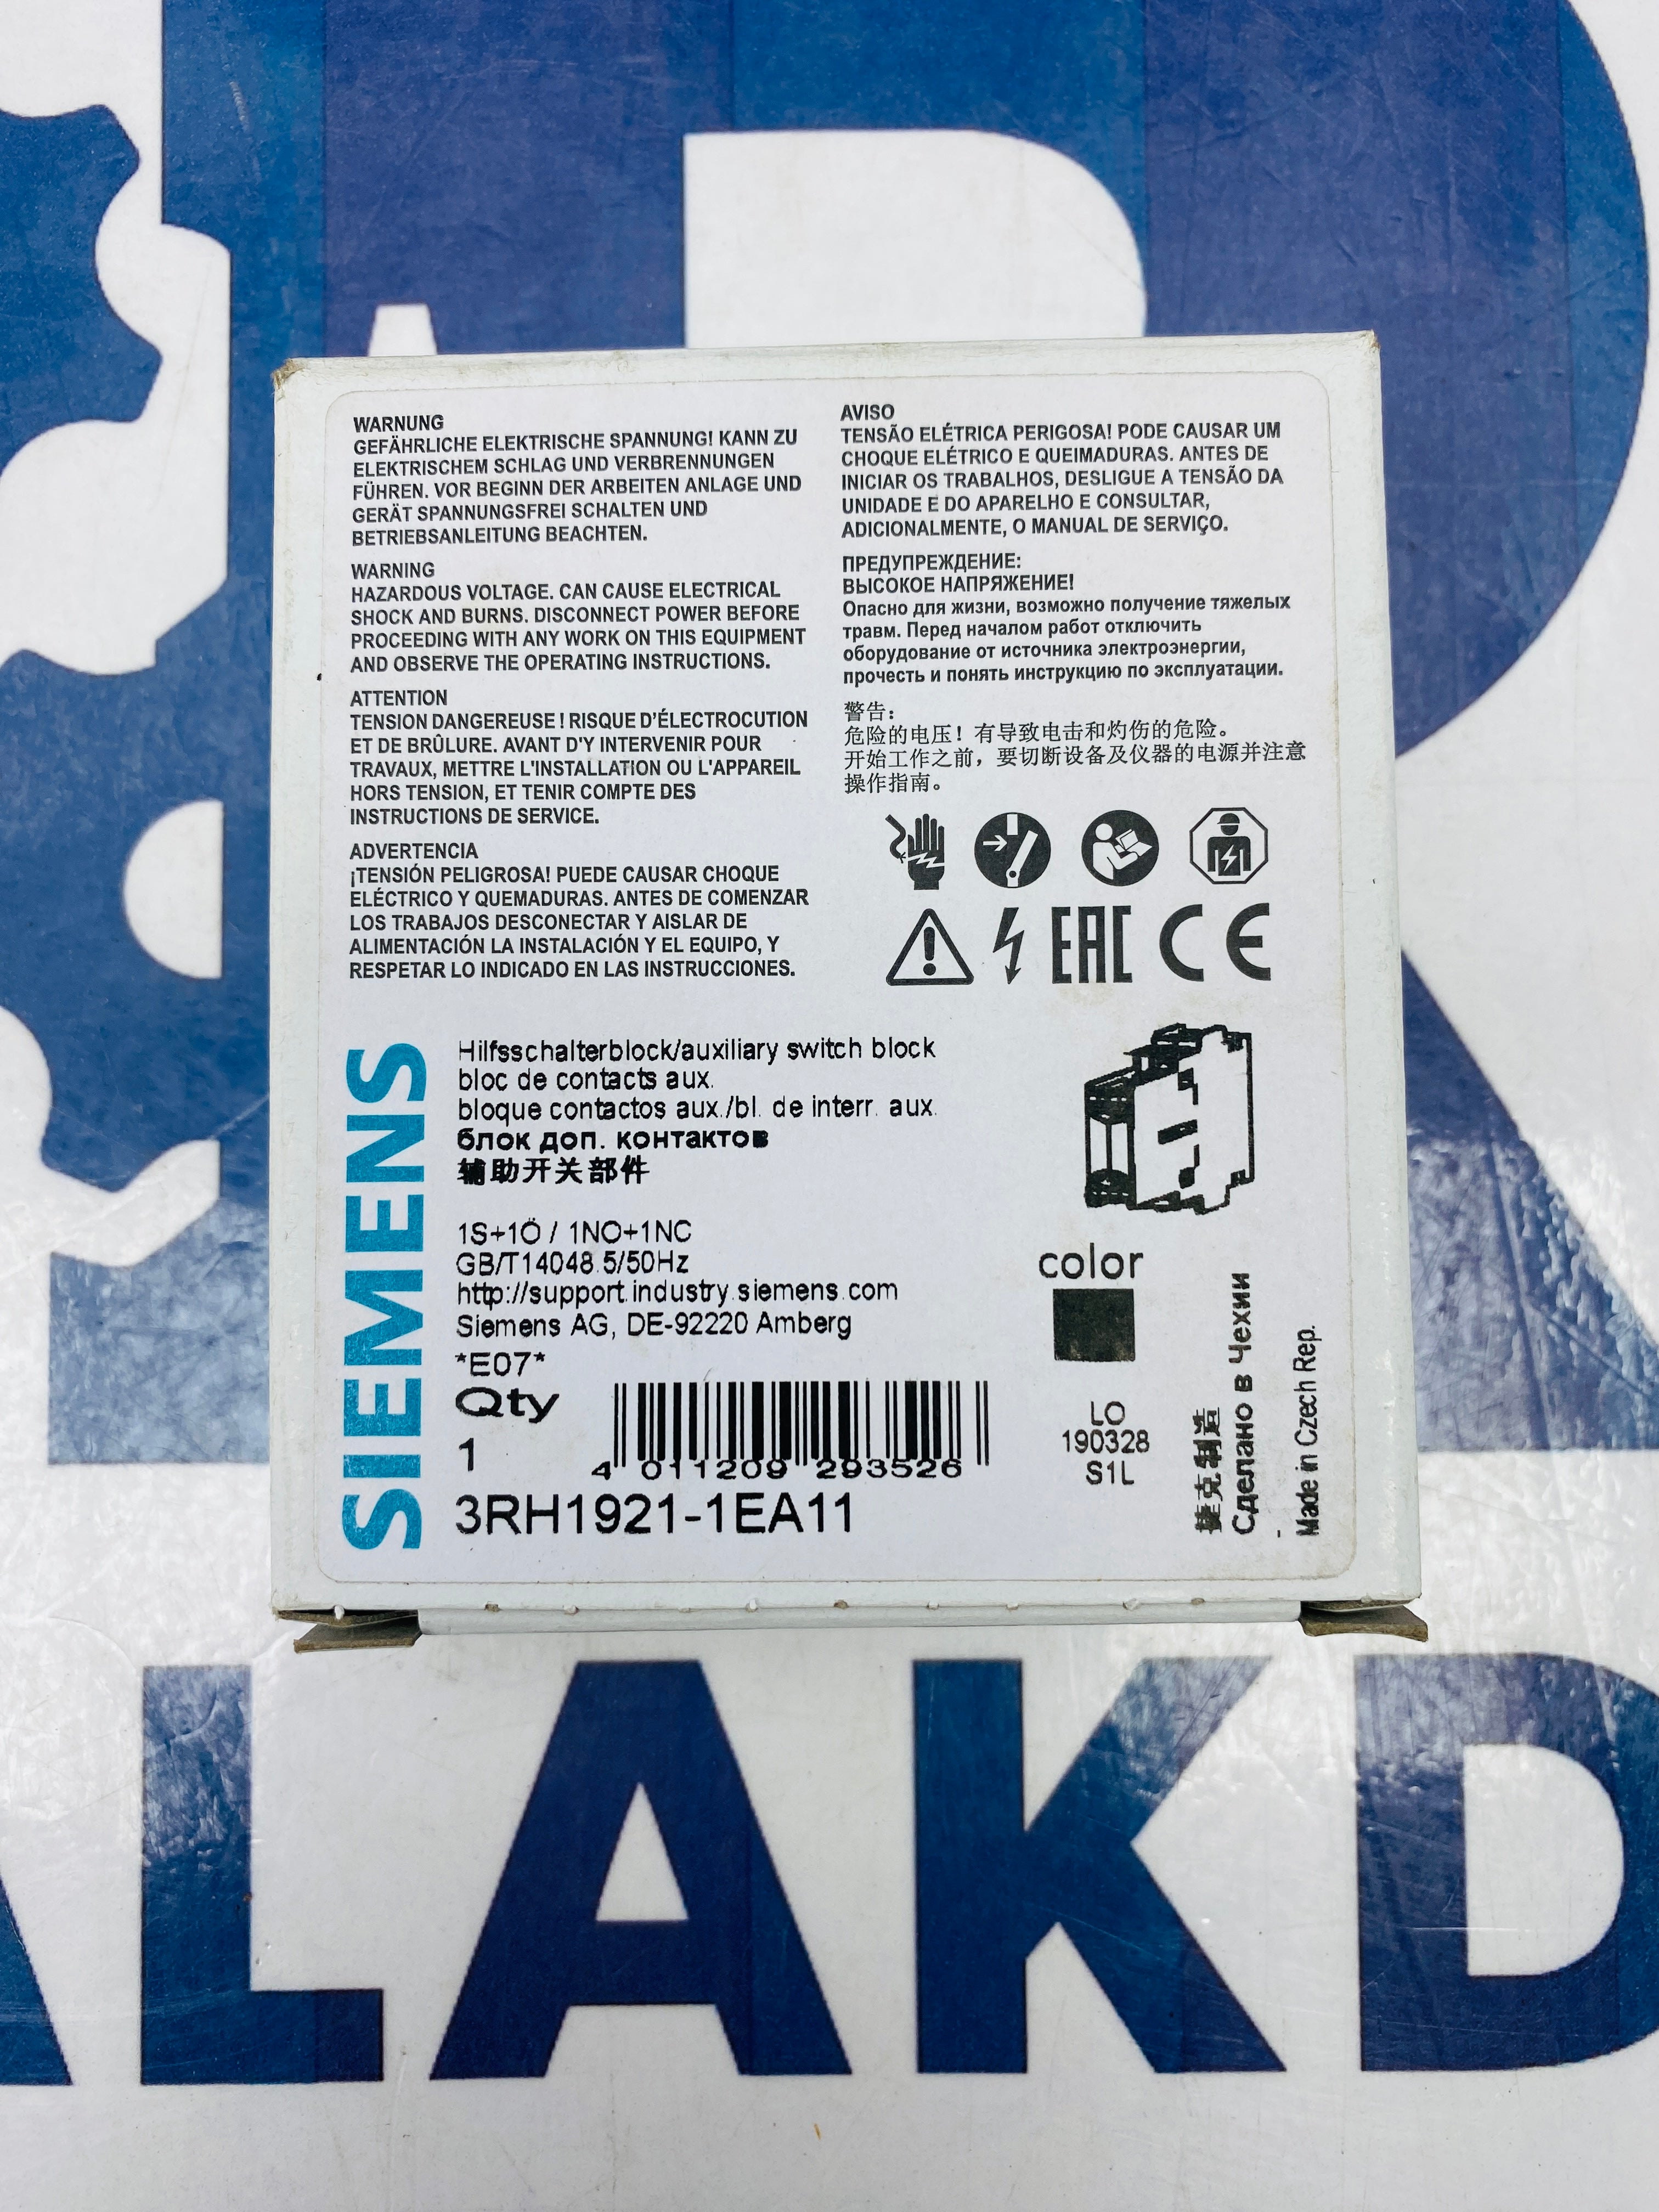 WARNUNG
GEFÄHRLICHE ELEKTRISCHE SPANNUNG! KANN ZU
ELEKTRISCHEM SCHLAG UND VERBRENNUNGEN
FÜHREN. VOR BEGINN DER ARBEITEN ANLAGE UND
GERÄT SPANNUNGSFREI SCHALTEN UND
BETRIEBSANLEITUNG BEACHTEN.
WARNING
HAZARDOUS VOLTAGE. CAN CAUSE ELECTRICAL
SHOCK AND BURNS. DISCONNECT POWER BEFORE
PROCEEDING WITH ANY WORK ON THIS EQUIPMENT
AND OBSERVE THE OPERATING INSTRUCTIONS.
ATTENTION
TENSION DANGEREUSE ! RISQUE D'ÉLECTROCUTION
ET DE BRÛLURE. AVANT D'Y INTERVENIR POUR
TRAVAUX, METTRE L'INSTALLATION OU L'APPAREIL
HORS TENSION, ET TENIR COMPTE DES
INSTRUCTIONS DE SERVICE.
ADVERTENCIA
¡TENSIÓN PELIGROSA! PUEDE CAUSAR CHOQUE
ELÉCTRICO Y QUEMADURAS. ANTES DE COMENZAR
LOS TRABAJOS DESCONECTAR Y AISLAR DE
ALIMENTACIÓN LA INSTALACIÓN Y EL EQUIPO, Y
RESPETAR LO INDICADO EN LAS INSTRUCCIONES.
AVISO
TENSÃO ELÉTRICA PERIGOSA! PODE CAUSAR UM
CHOQUE ELÉTRICO E QUEIMADURAS. ANTES DE
INICIAR OS TRABALHOS, DESLIGUE A TENSÃO DA
UNIDADE E DO APARELHO E CONSULTAR,
ADICIONALMENTE, O MANUAL DE SERVIÇO.
ПРЕДУПРЕЖДЕНИЕ:
ВЫСОКОЕ НАПРЯЖЕНИЕ!
Опасно для жизни, возможно получение тяжелых
травм. Перед началом работ отключить
оборудование от источника электроэнергии,
прочесть и понять инструкцию по эксплуатации.
警告：
危险的电压！有导致电击和灼伤的危险。
开始工作之前，要切断设备及仪器的电源并注意
操作指南。
EAC CE
SIEMENS
Hilfsschalterblock/auxiliary switch block
bloc de contacts aux.
bloque contactos aux./bl. de interr. aux.
блок доп. контактов
辅助开关部件
1S+1Ö / 1NO+1NC
GB/T14048.5/50Hz
http://support.industry.siemens.com
Siemens AG, DE-92220 Amberg
*E07*
Qty
1
4 011209 293526
3RH1921-1EA11
color
LO
190328
S1L
捷克制造
Сделано в Чехии
Made in Czech Rep.
R
LAKD